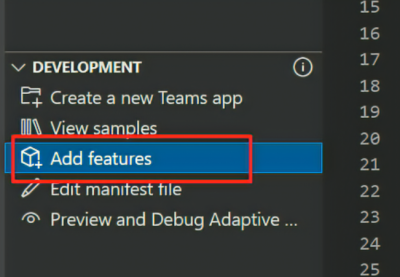 DEVELOPMENT
Create a new Teams app
View samples
Add features
Edit manifest file
Preview and Debug Adaptive ...
15
16
17
18
19
20
21
22
23
24
25